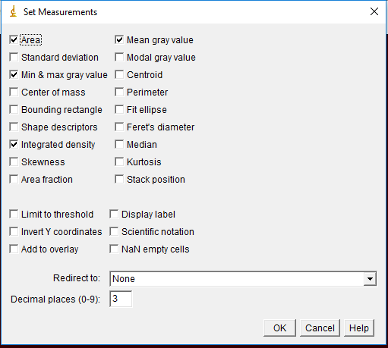 Set Measurements
Area Mean gray value
Standard deviation Modal gray value
Min & max gray value Centroid
Center of mass Perimeter
Bounding rectangle Fit ellipse
Shape descriptors Feret's diameter
Integrated density Median
Skewness Kurtosis
Area fraction Stack position
Limit to threshold Display label
Invert Y coordinates Scientific notation
Add to overlay NaN empty cells
Redirect to: None
Decimal places (0-9): 3
OK Cancel Help